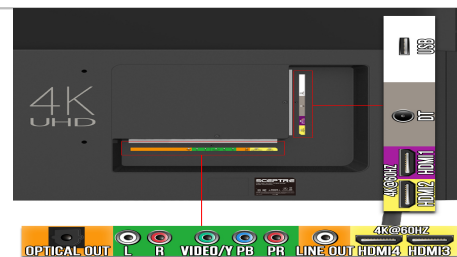 4K
UHD
SCEPTRE
USB
DT
4K@60HZ
HDMI 1
HDMI 2
OPTICAL OUT
L
R
VIDEO/Y
PB
PR
LINE OUT
4K@60HZ
HDMI4
HDMI3